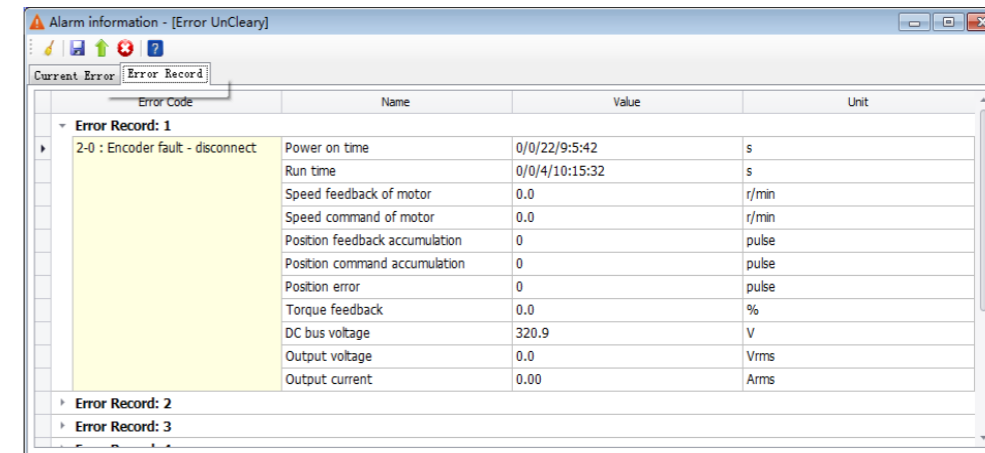 Alarm information - [Error UnCleary]
Current Error Error Record
Error Code Name Value Unit
Error Record: 1
2-0 : Encoder fault - disconnect Power on time 0/0/22/9:5:42 s
Run time 0/0/4/10:15:32 s
Speed feedback of motor 0.0 r/min
Speed command of motor 0.0 r/min
Position feedback accumulation 0 pulse
Position command accumulation 0 pulse
Position error 0 pulse
Torque feedback 0.0 %
DC bus voltage 320.9 V
Output voltage 0.0 Vrms
Output current 0.00 Arms
Error Record: 2
Error Record: 3